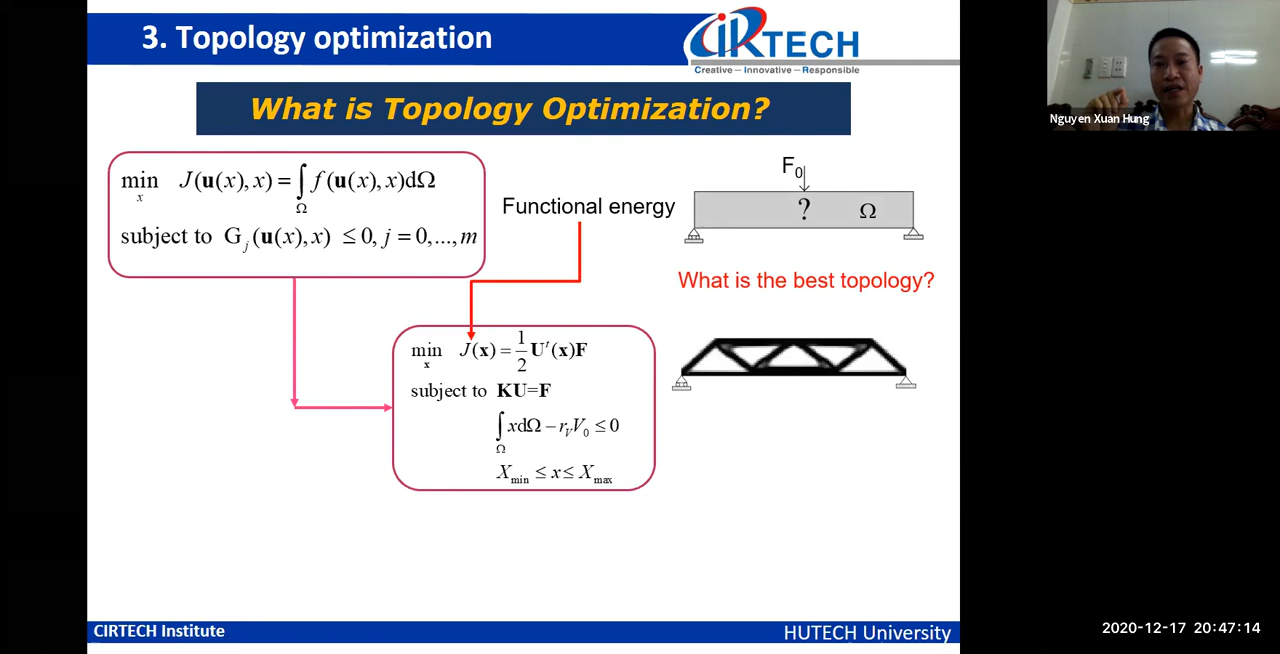 3. Topology optimization
CIRTECH
Creative – Innovative – Responsible
What is Topology Optimization?
min J(u(x), x) = ∫ f(u(x), x)dΩ
x
Ω
subject to G_j(u(x), x) ≤ 0, j = 0,..., m
Functional energy
F₀
? Ω
What is the best topology?
min J(x) = 1/2 Uᵗ(x)F
x
subject to KU=F
∫ xdΩ − r_V V₀ ≤ 0
Ω
X_min ≤ x ≤ X_max
Nguyen Xuan Hung
CIRTECH Institute
HUTECH University
2020-12-17 20:47:14